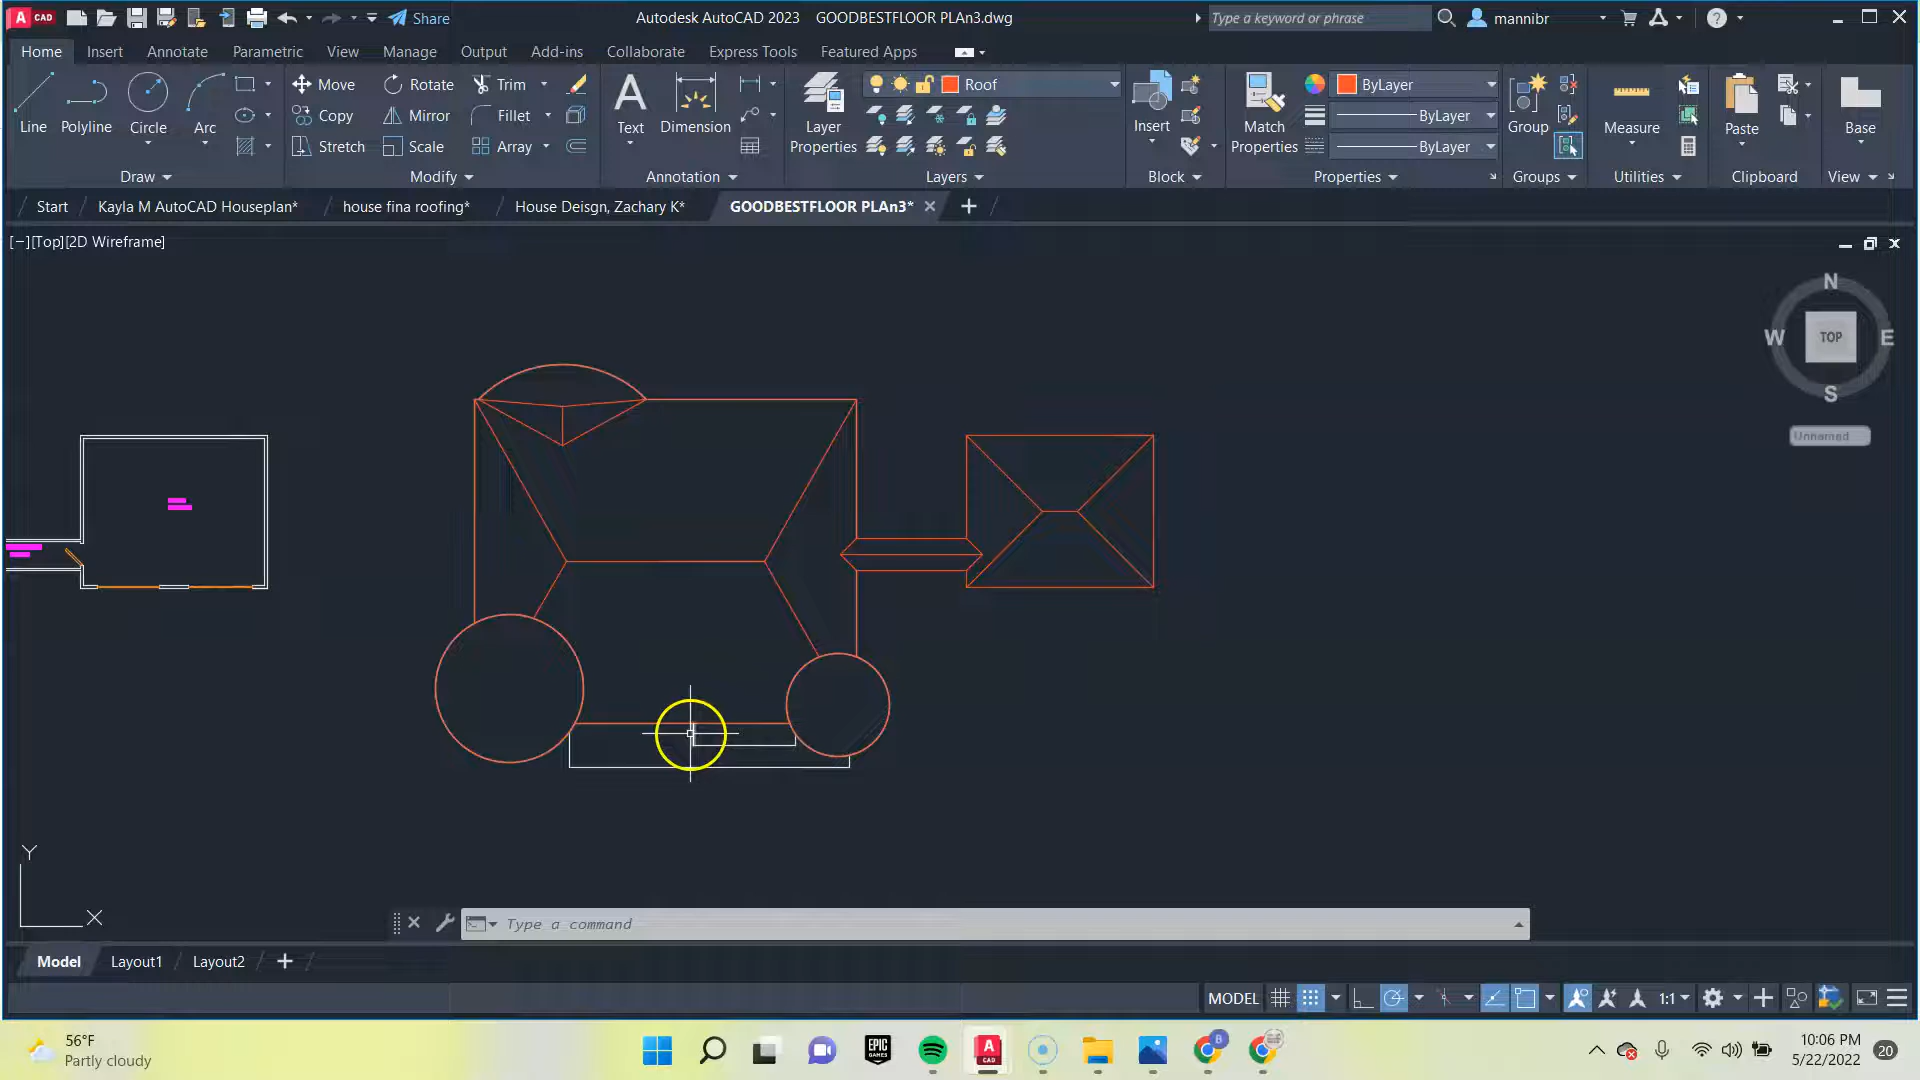 A CAD
Share
Autodesk AutoCAD 2023 GOODBESTFLOOR PLAn3.dwg
Type a keyword or phrase
mannibr
Home Insert Annotate Parametric View Manage Output Add-ins Collaborate Express Tools Featured Apps
Line
Polyline
Circle
Arc
Move
Rotate
Trim
Copy
Mirror
Fillet
Stretch
Scale
Array
Text
Dimension
Layer
Properties
Roof
Insert
Match
Properties
ByLayer
ByLayer
ByLayer
Group
Measure
Paste
Base
Draw
Modify
Annotation
Layers
Block
Properties
Groups
Utilities
Clipboard
View
Start
Kayla M AutoCAD Houseplan*
house fina roofing*
House Deisgn, Zachary K*
GOODBESTFLOOR PLAn3*
[−][Top][2D Wireframe]
N
W
TOP
E
S
Unnamed
Y
X
Type a command
Model
Layout1
Layout2
MODEL
1:1
56°F
Partly cloudy
EPIC
GAMES
A
CAD
B
10:06 PM
5/22/2022
20